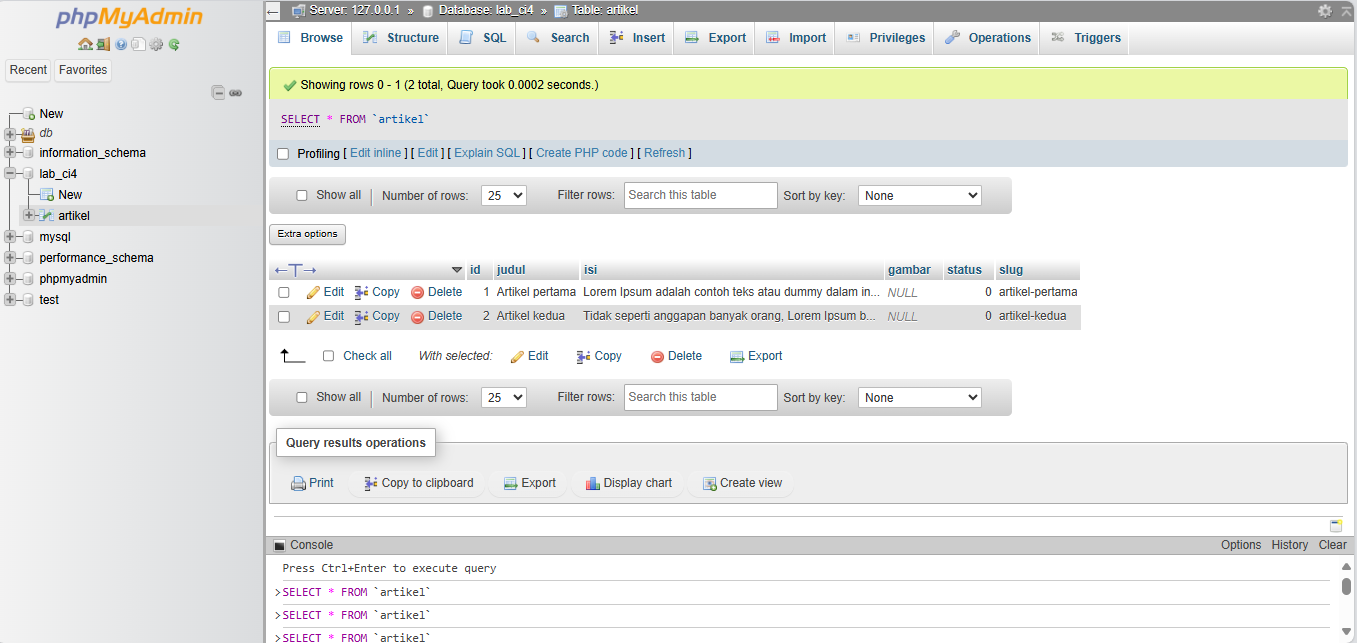 phpMyAdmin
Recent Favorites
New
db
information_schema
lab_ci4
New
artikel
mysql
performance_schema
phpmyadmin
test
Server: 127.0.0.1 » Database: lab_ci4 » Table: artikel
Browse Structure SQL Search Insert Export Import Privileges Operations Triggers
Showing rows 0 - 1 (2 total, Query took 0.0002 seconds.)
SELECT * FROM `artikel`
Profiling [ Edit inline ] [ Edit ] [ Explain SQL ] [ Create PHP code ] [ Refresh ]
Show all Number of rows: 25 Filter rows: Search this table Sort by key: None
Extra options
←T→ id judul isi gambar status slug
Edit Copy Delete 1 Artikel pertama Lorem Ipsum adalah contoh teks atau dummy dalam in... NULL 0 artikel-pertama
Edit Copy Delete 2 Artikel kedua Tidak seperti anggapan banyak orang, Lorem Ipsum b... NULL 0 artikel-kedua
Check all With selected: Edit Copy Delete Export
Show all Number of rows: 25 Filter rows: Search this table Sort by key: None
Query results operations
Print Copy to clipboard Export Display chart Create view
Console Options History Clear
Press Ctrl+Enter to execute query
>SELECT * FROM `artikel`
>SELECT * FROM `artikel`
>SELECT * FROM `artikel`